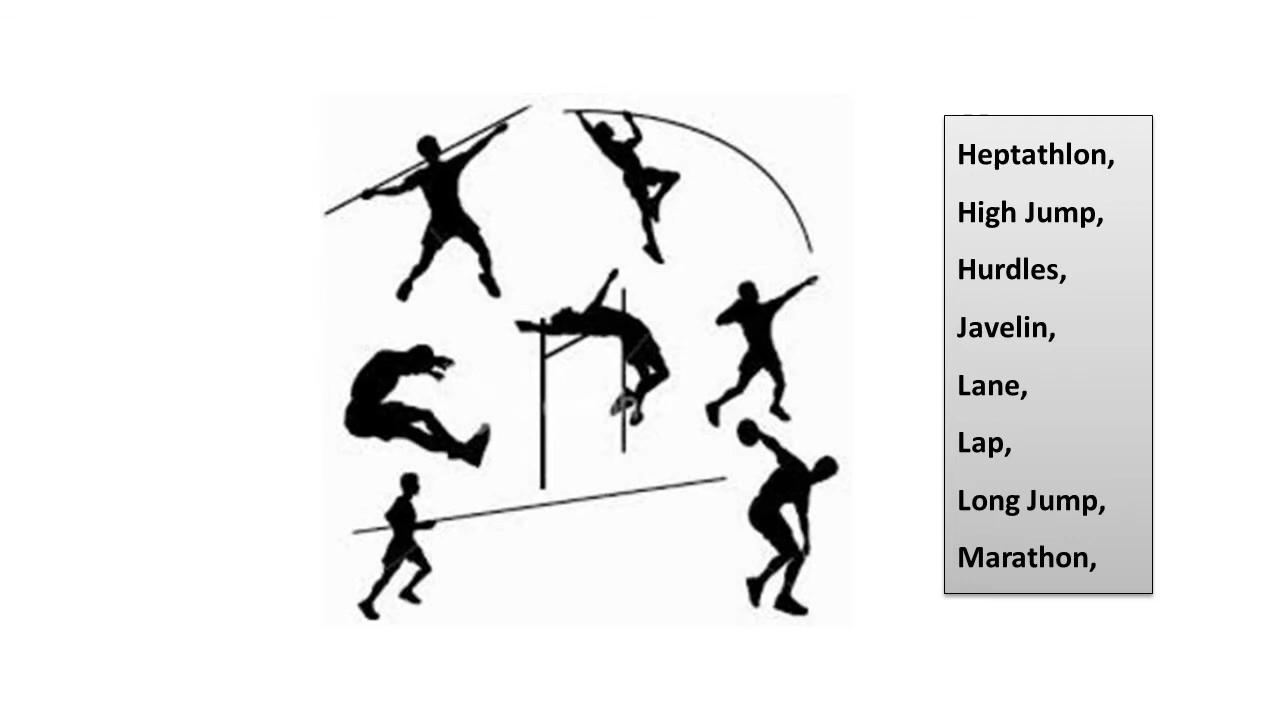 Heptathlon,
High Jump,
Hurdles,
Javelin,
Lane,
Lap,
Long Jump,
Marathon,